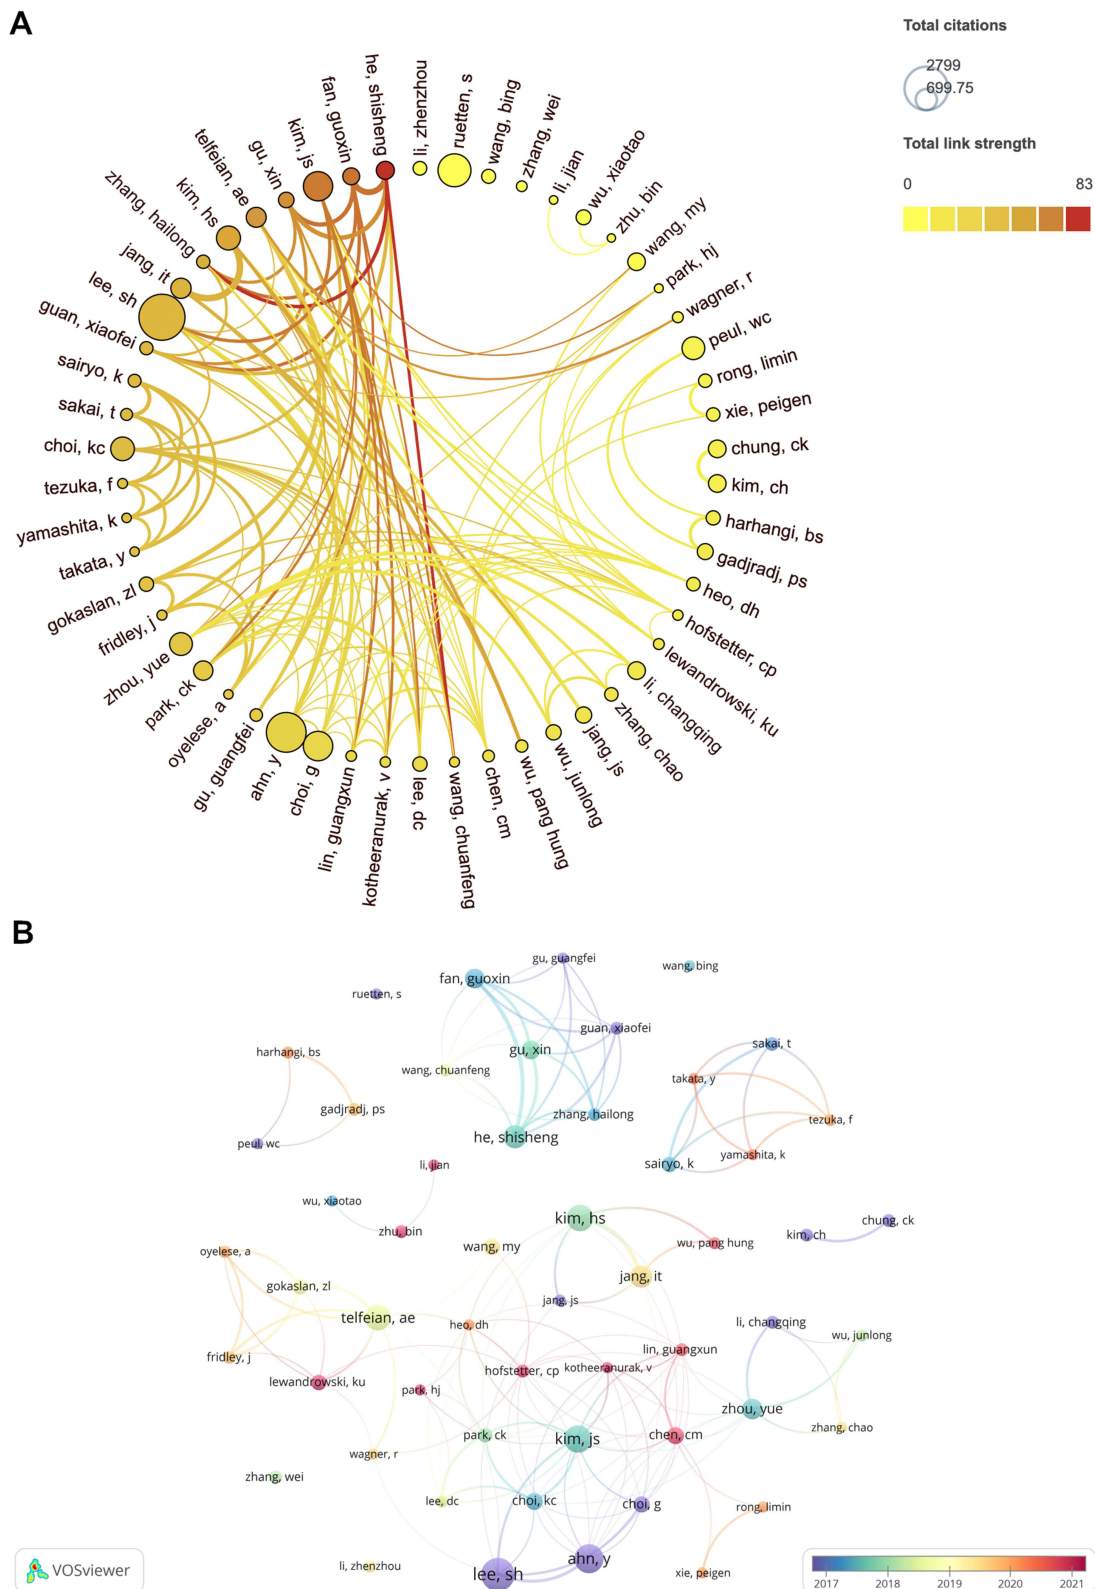 A
Total citations
2799
699.75
Total link strength
0 83
he, shisheng
li, zhenzhou
ruetten, s
wang, bing
zhang, wei
li, jian
wu, xiaotao
zhu, bin
wang, my
park, hj
wagner, r
peul, wc
rong, limin
xie, peigen
chung, ck
kim, ch
harhangi, bs
gadjradj, ps
heo, dh
hofstetter, cp
lewandrowski, ku
li, changqing
zhang, chao
jang, js
wu, junlong
wu, pang hung
chen, cm
wang, chuanfeng
lee, dc
kotheeranurak, v
lin, guangxun
choi, g
ahn, y
gu, guangfei
oyelese, a
park, ck
zhou, yue
fridley, j
gokaslan, zl
takata, y
yamashita, k
tezuka, f
choi, kc
sakai, t
sairyo, k
guan, xiaofei
lee, sh
jang, it
zhang, hailong
kim, hs
telfeian, ae
gu, xin
kim, js
fan, guoxin
B
gu, guangfei
wang, bing
fan, guoxin
ruetten, s
guan, xiaofei
sakai, t
harhangi, bs
gu, xin
wang, chuanfeng
takata, y
gadjradj, ps
zhang, hailong
tezuka, f
peul, wc
he, shisheng
yamashita, k
li, jian
sairyo, k
wu, xiaotao
kim, hs
chung, ck
zhu, bin
kim, ch
oyelese, a
wang, my
wu, pang hung
gokaslan, zl
jang, it
jang, js
telfeian, ae
heo, dh
li, changqing
wu, junlong
lin, guangxun
fridley, j
hofstetter, cp
kotheeranurak, v
lewandrowski, ku
park, hj
zhou, yue
zhang, chao
park, ck
kim, js
chen, cm
wagner, r
zhang, wei
lee, dc
choi, kc
choi, g
rong, limin
li, zhenzhou
ahn, y
lee, sh
xie, peigen
VOSviewer
2017 2018 2019 2020 2021